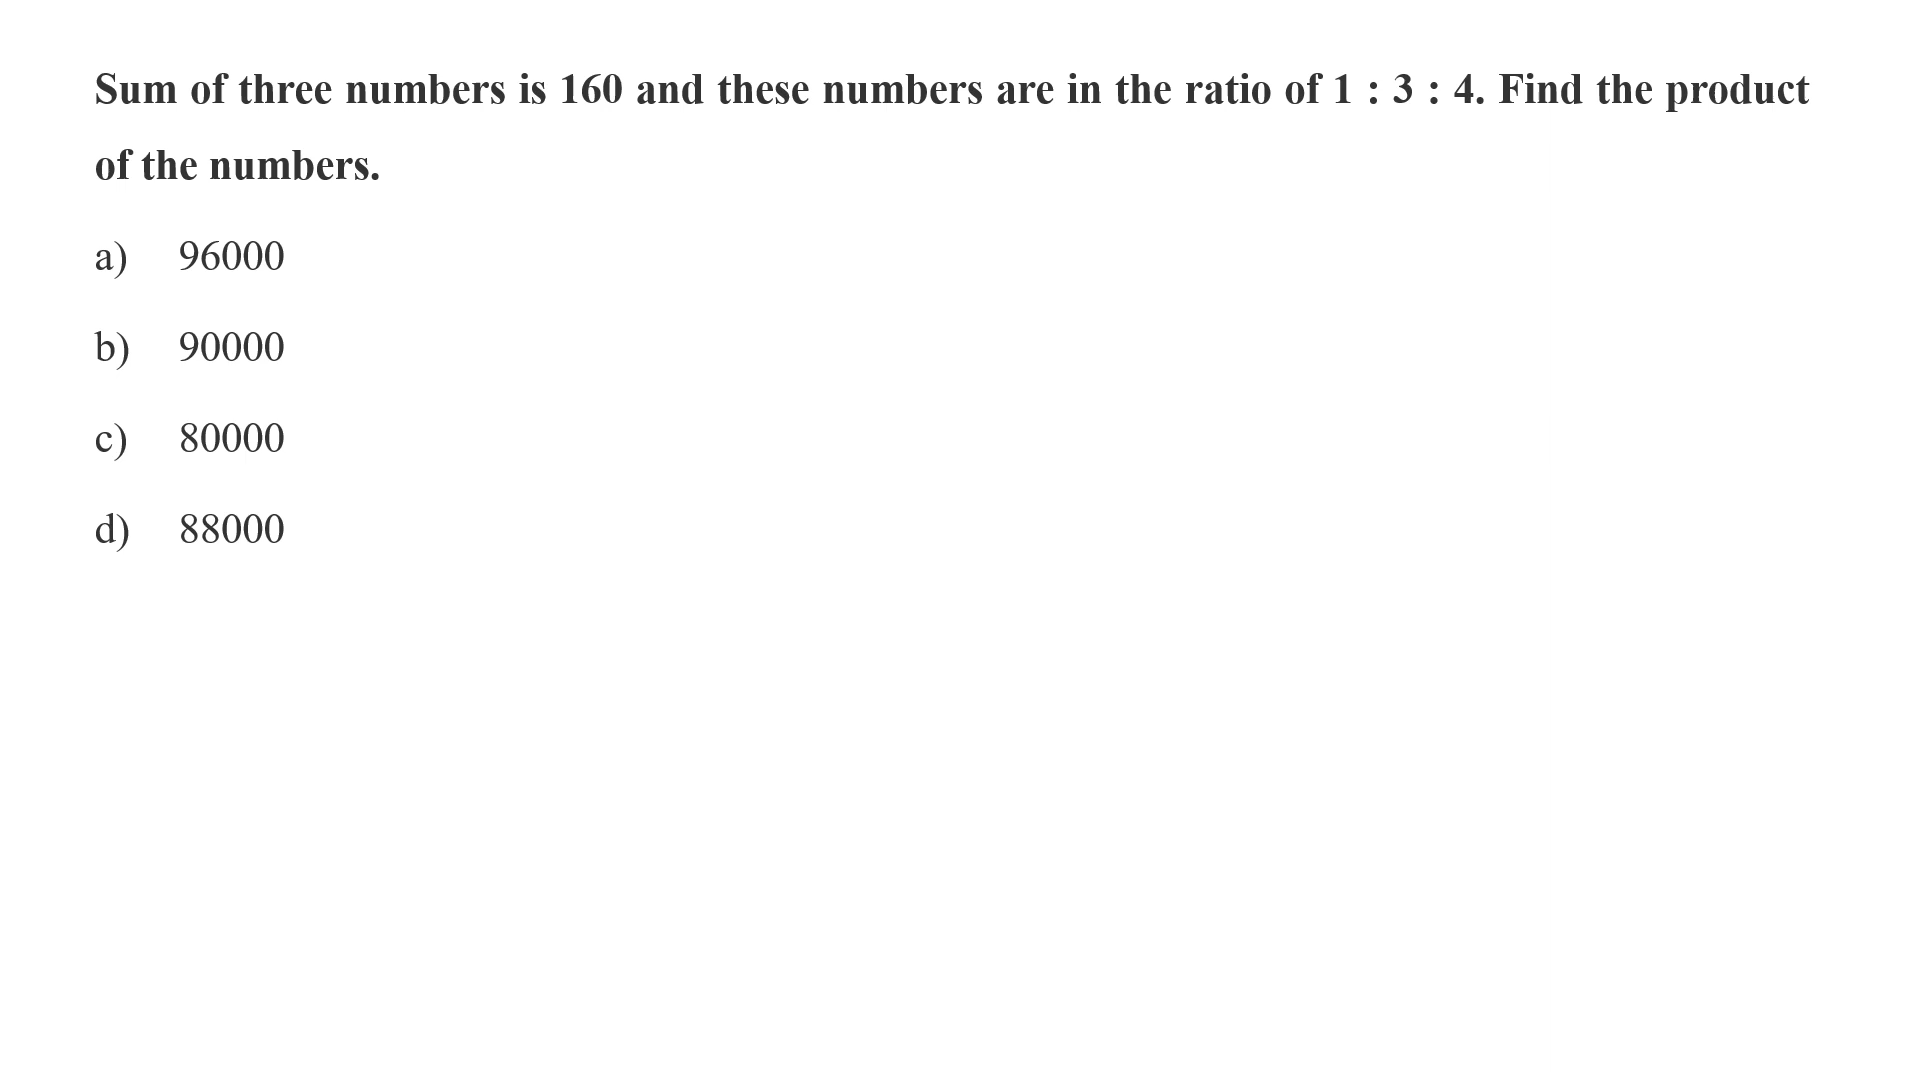 Sum of three numbers is 160 and these numbers are in the ratio of 1 : 3 : 4. Find the product
of the numbers.
a) 96000
b) 90000
c) 80000
d) 88000